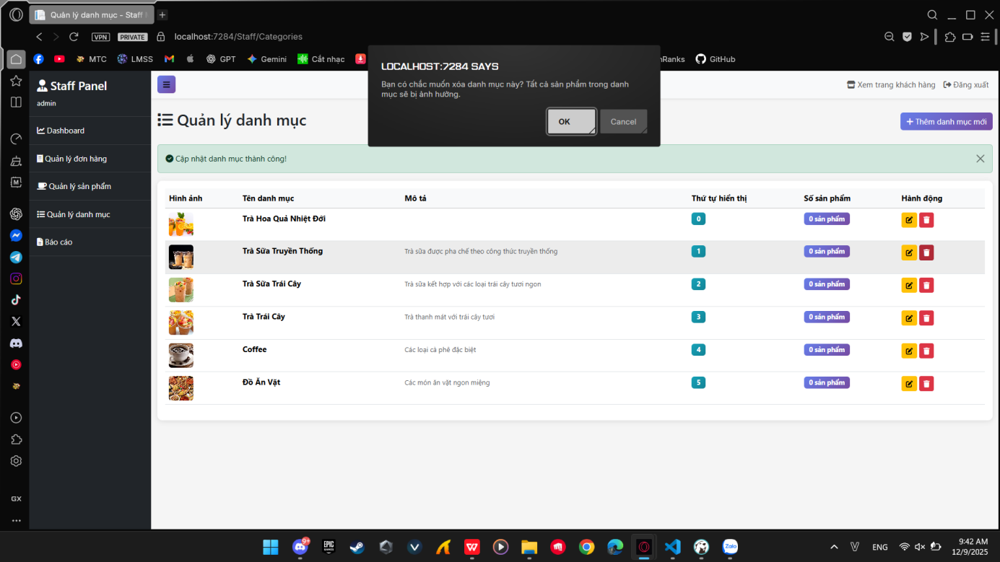 Quản lý danh mục - Staff
VPN PRIVATE localhost:7284/Staff/Categories
MTC LMSS GPT Gemini Cắt nhạc nRanks GitHub
LOCALHOST:7284 SAYS
Bạn có chắc muốn xóa danh mục này? Tất cả sản phẩm trong danh
mục sẽ bị ảnh hưởng.
OK Cancel
Staff Panel
admin
Dashboard
Quản lý đơn hàng
Quản lý sản phẩm
Quản lý danh mục
Báo cáo
Xem trang khách hàng Đăng xuất
Quản lý danh mục
Thêm danh mục mới
Cập nhật danh mục thành công!
Hình ảnh Tên danh mục Mô tả Thứ tự hiển thị Số sản phẩm Hành động
Trà Hoa Quả Nhiệt Đới 0 0 sản phẩm
Trà Sữa Truyền Thống Trà sữa được pha chế theo công thức truyền thống 1 0 sản phẩm
Trà Sữa Trái Cây Trà sữa kết hợp với các loại trái cây tươi ngon 2 0 sản phẩm
Trà Trái Cây Trà thanh mát với trái cây tươi 3 0 sản phẩm
Coffee Các loại cà phê đặc biệt 4 0 sản phẩm
Đồ Ăn Vặt Các món ăn vặt ngon miệng 5 0 sản phẩm
GX
9+
EPIC GAMES
Zalo
ENG
9:42 AM
12/9/2025